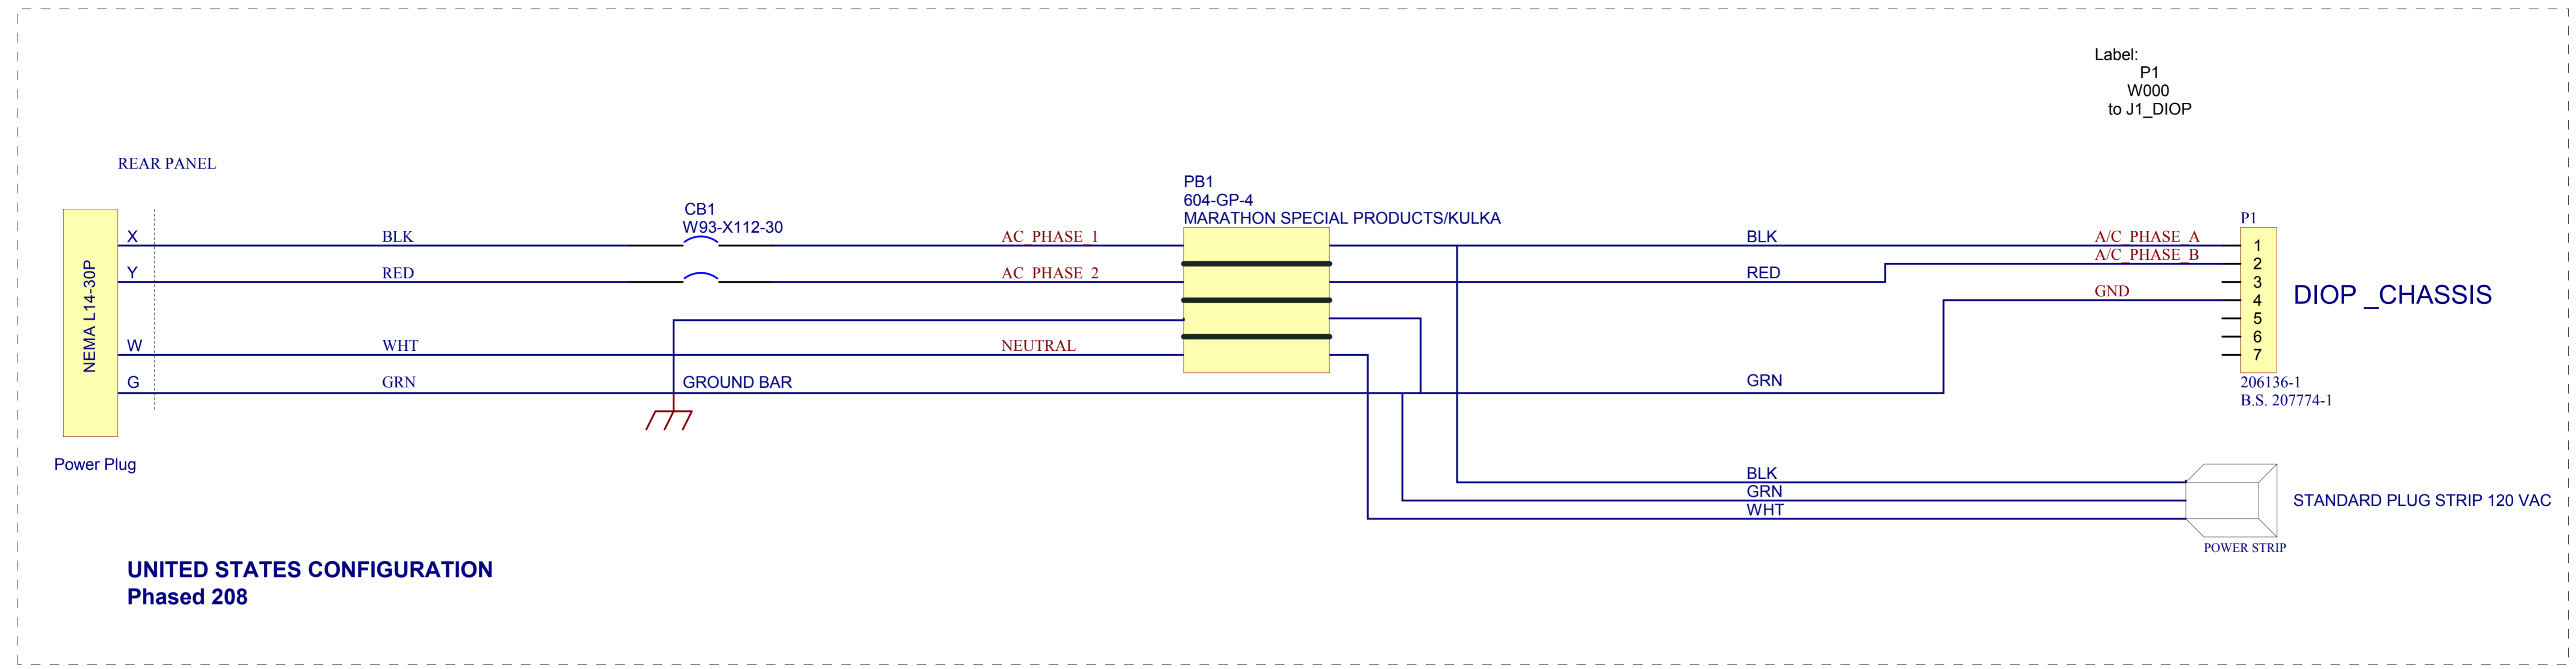 Label:
P1
W000
to J1_DIOP
REAR PANEL
PB1
604-GP-4
MARATHON SPECIAL PRODUCTS/KULKA
CB1
W93-X112-30
P1
NEMA L14-30P
X
BLK
AC_PHASE_1
BLK
A/C_PHASE_A
1
A/C_PHASE_B
2
Y
RED
AC_PHASE_2
RED
3
GND
4
DIOP _CHASSIS
5
6
W
WHT
NEUTRAL
7
G
GRN
GROUND BAR
GRN
206136-1
B.S. 207774-1
Power Plug
BLK
GRN
WHT
STANDARD PLUG STRIP 120 VAC
POWER STRIP
UNITED STATES CONFIGURATION
Phased 208